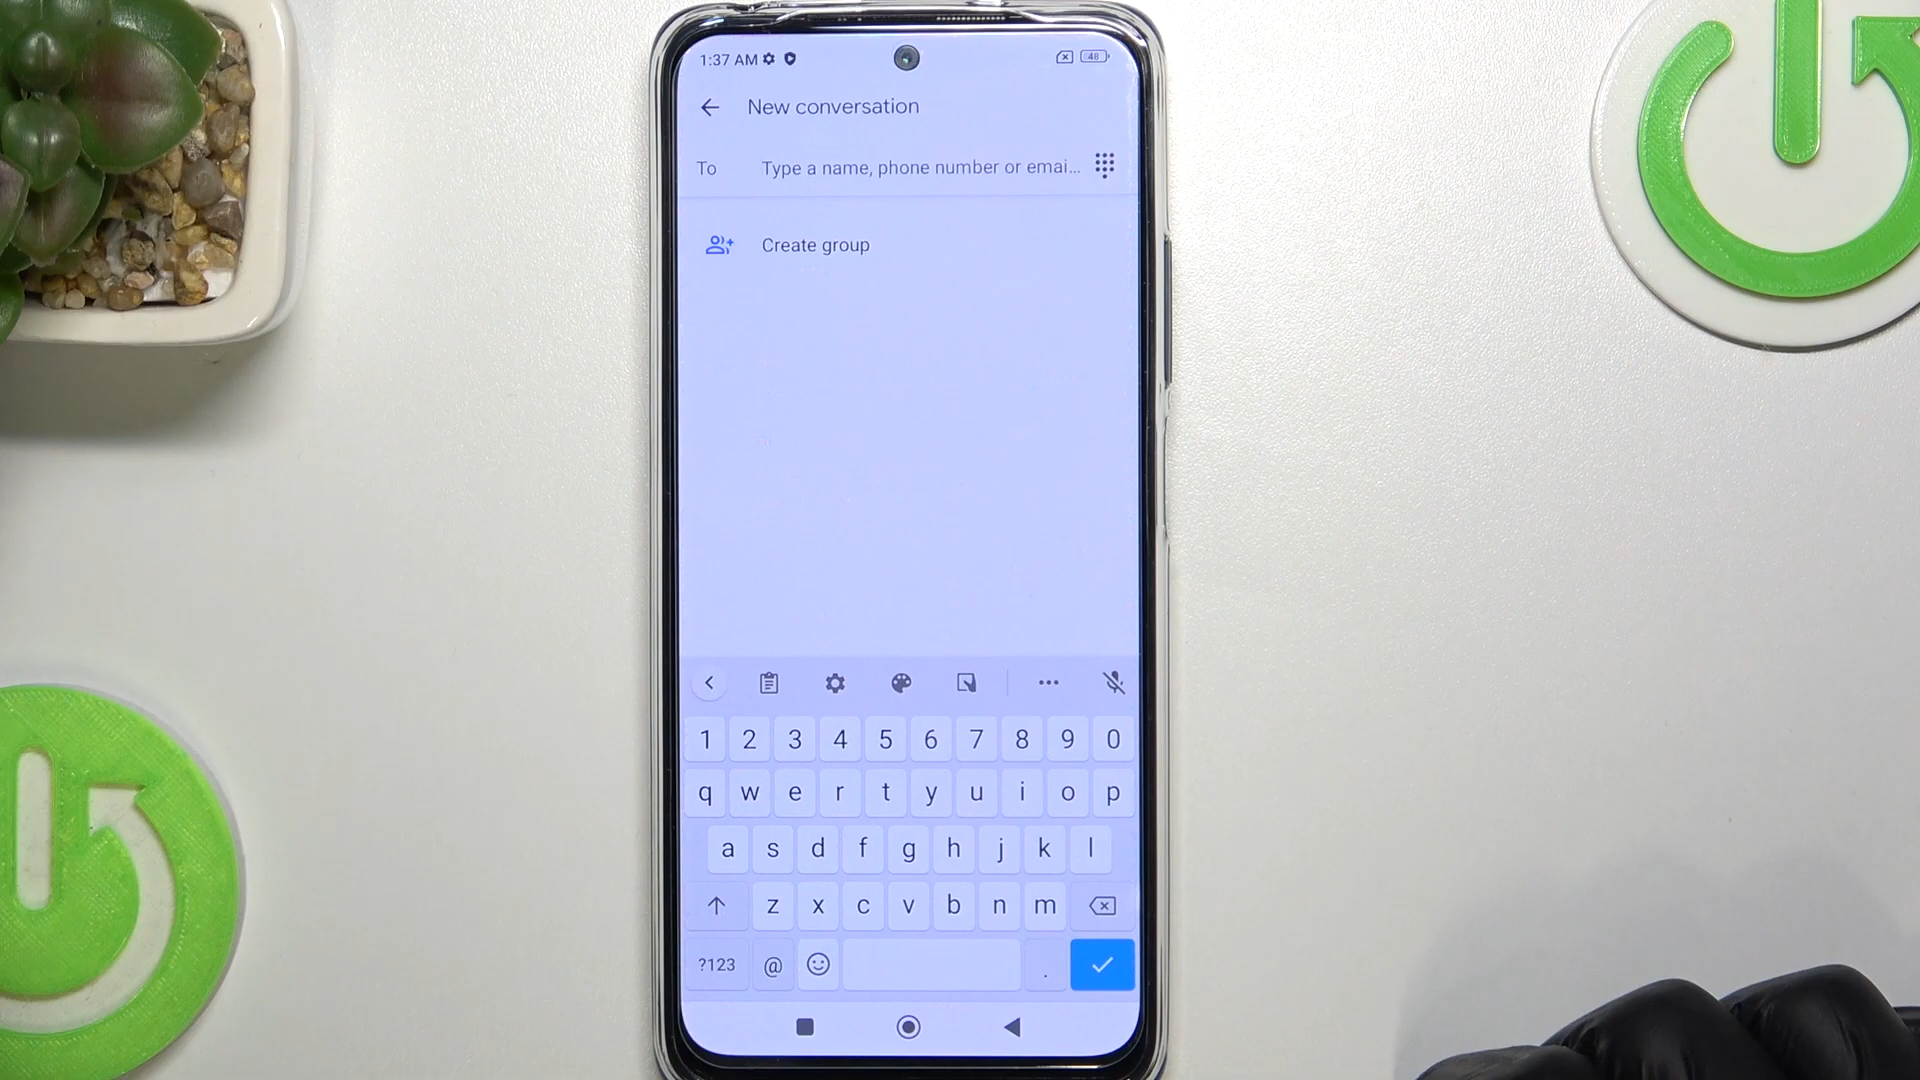 1:37 AM 48
New conversation
To Type a name, phone number or emai...
Create group
1 2 3 4 5 6 7 8 9 0
q w e r t y u i o p
a s d f g h j k l
z x c v b n m
?123 @ .